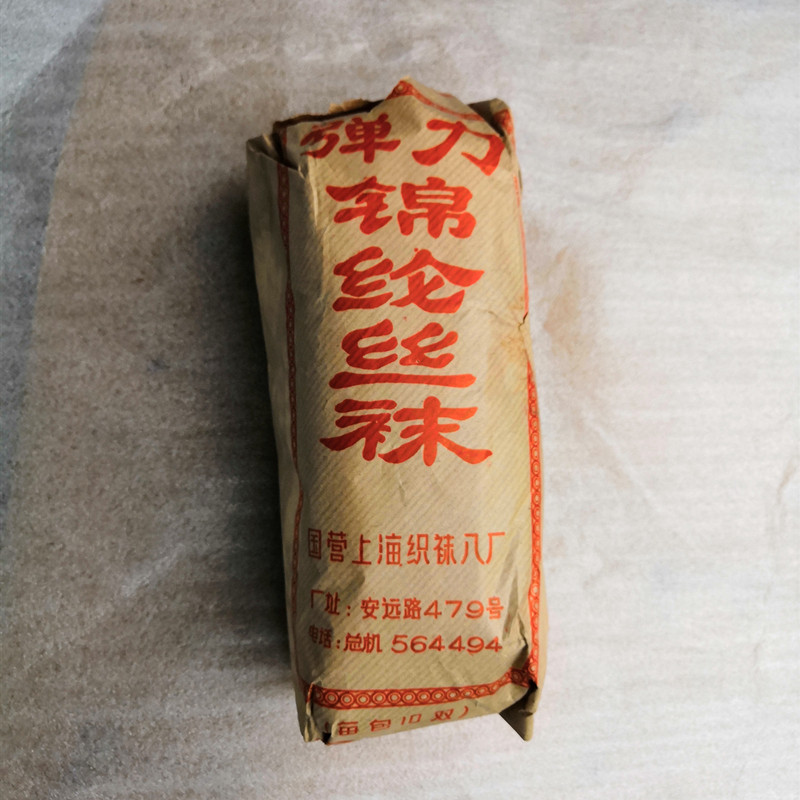 弹力
锦
纶
丝
袜
国营上海织袜八厂
厂址：安远路479号
电话：总机 564494
（每包10双）